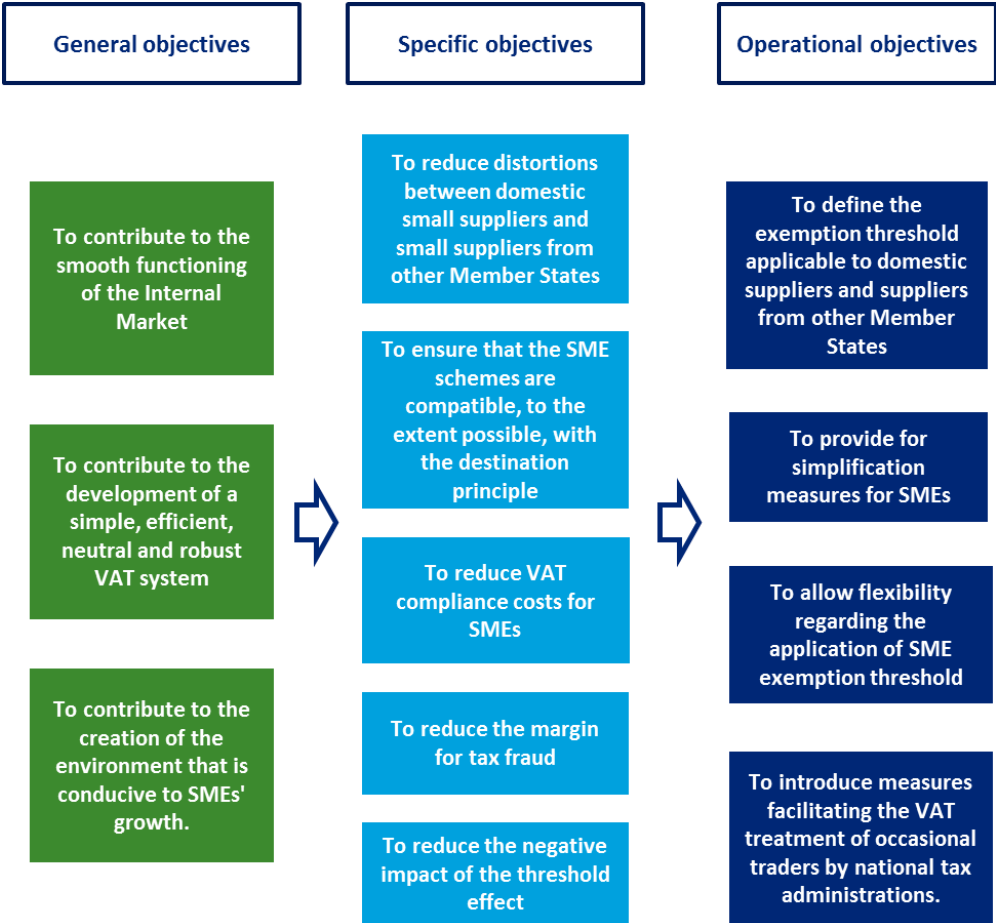 General objectives
Specific objectives
Operational objectives
To contribute to the
smooth functioning
of the Internal
Market
To contribute to the
development of a
simple, efficient,
neutral and robust
VAT system
To contribute to the
creation of the
environment that is
conducive to SMEs'
growth.
To reduce distortions
between domestic
small suppliers and
small suppliers from
other Member States
To ensure that the SME
schemes are
compatible, to the
extent possible, with
the destination
principle
To reduce VAT
compliance costs for
SMEs
To reduce the margin
for tax fraud
To reduce the negative
impact of the threshold
effect
To define the
exemption threshold
applicable to domestic
suppliers and suppliers
from other Member
States
To provide for
simplification
measures for SMEs
To allow flexibility
regarding the
application of SME
exemption threshold
To introduce measures
facilitating the VAT
treatment of occasional
traders by national tax
administrations.